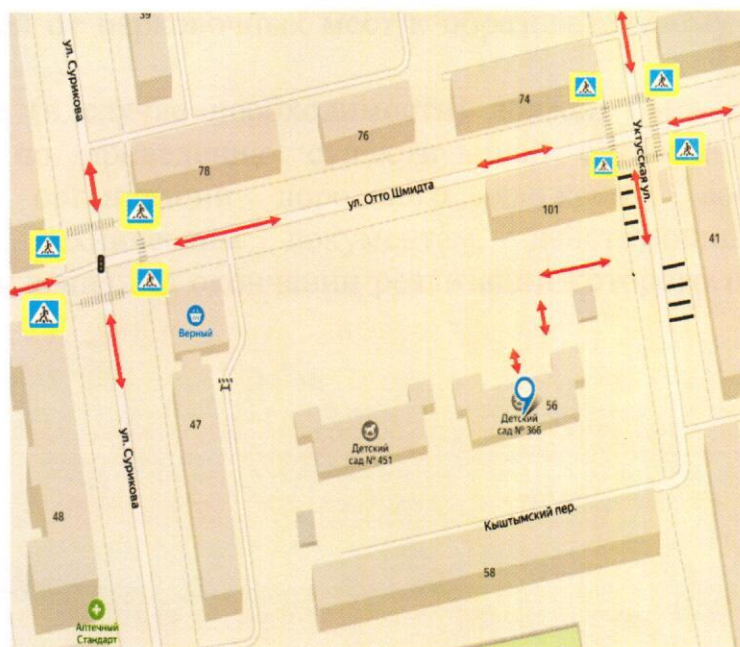 39
ул. Сурикова
74
76
78
Уктусская ул.
ул. Отто Шмидта
101
41
Верный
47
56
Детский
сад № 366
Детский
сад № 451
ул. Сурикова
48
Кыштымский пер.
58
Аптечный
Стандарт